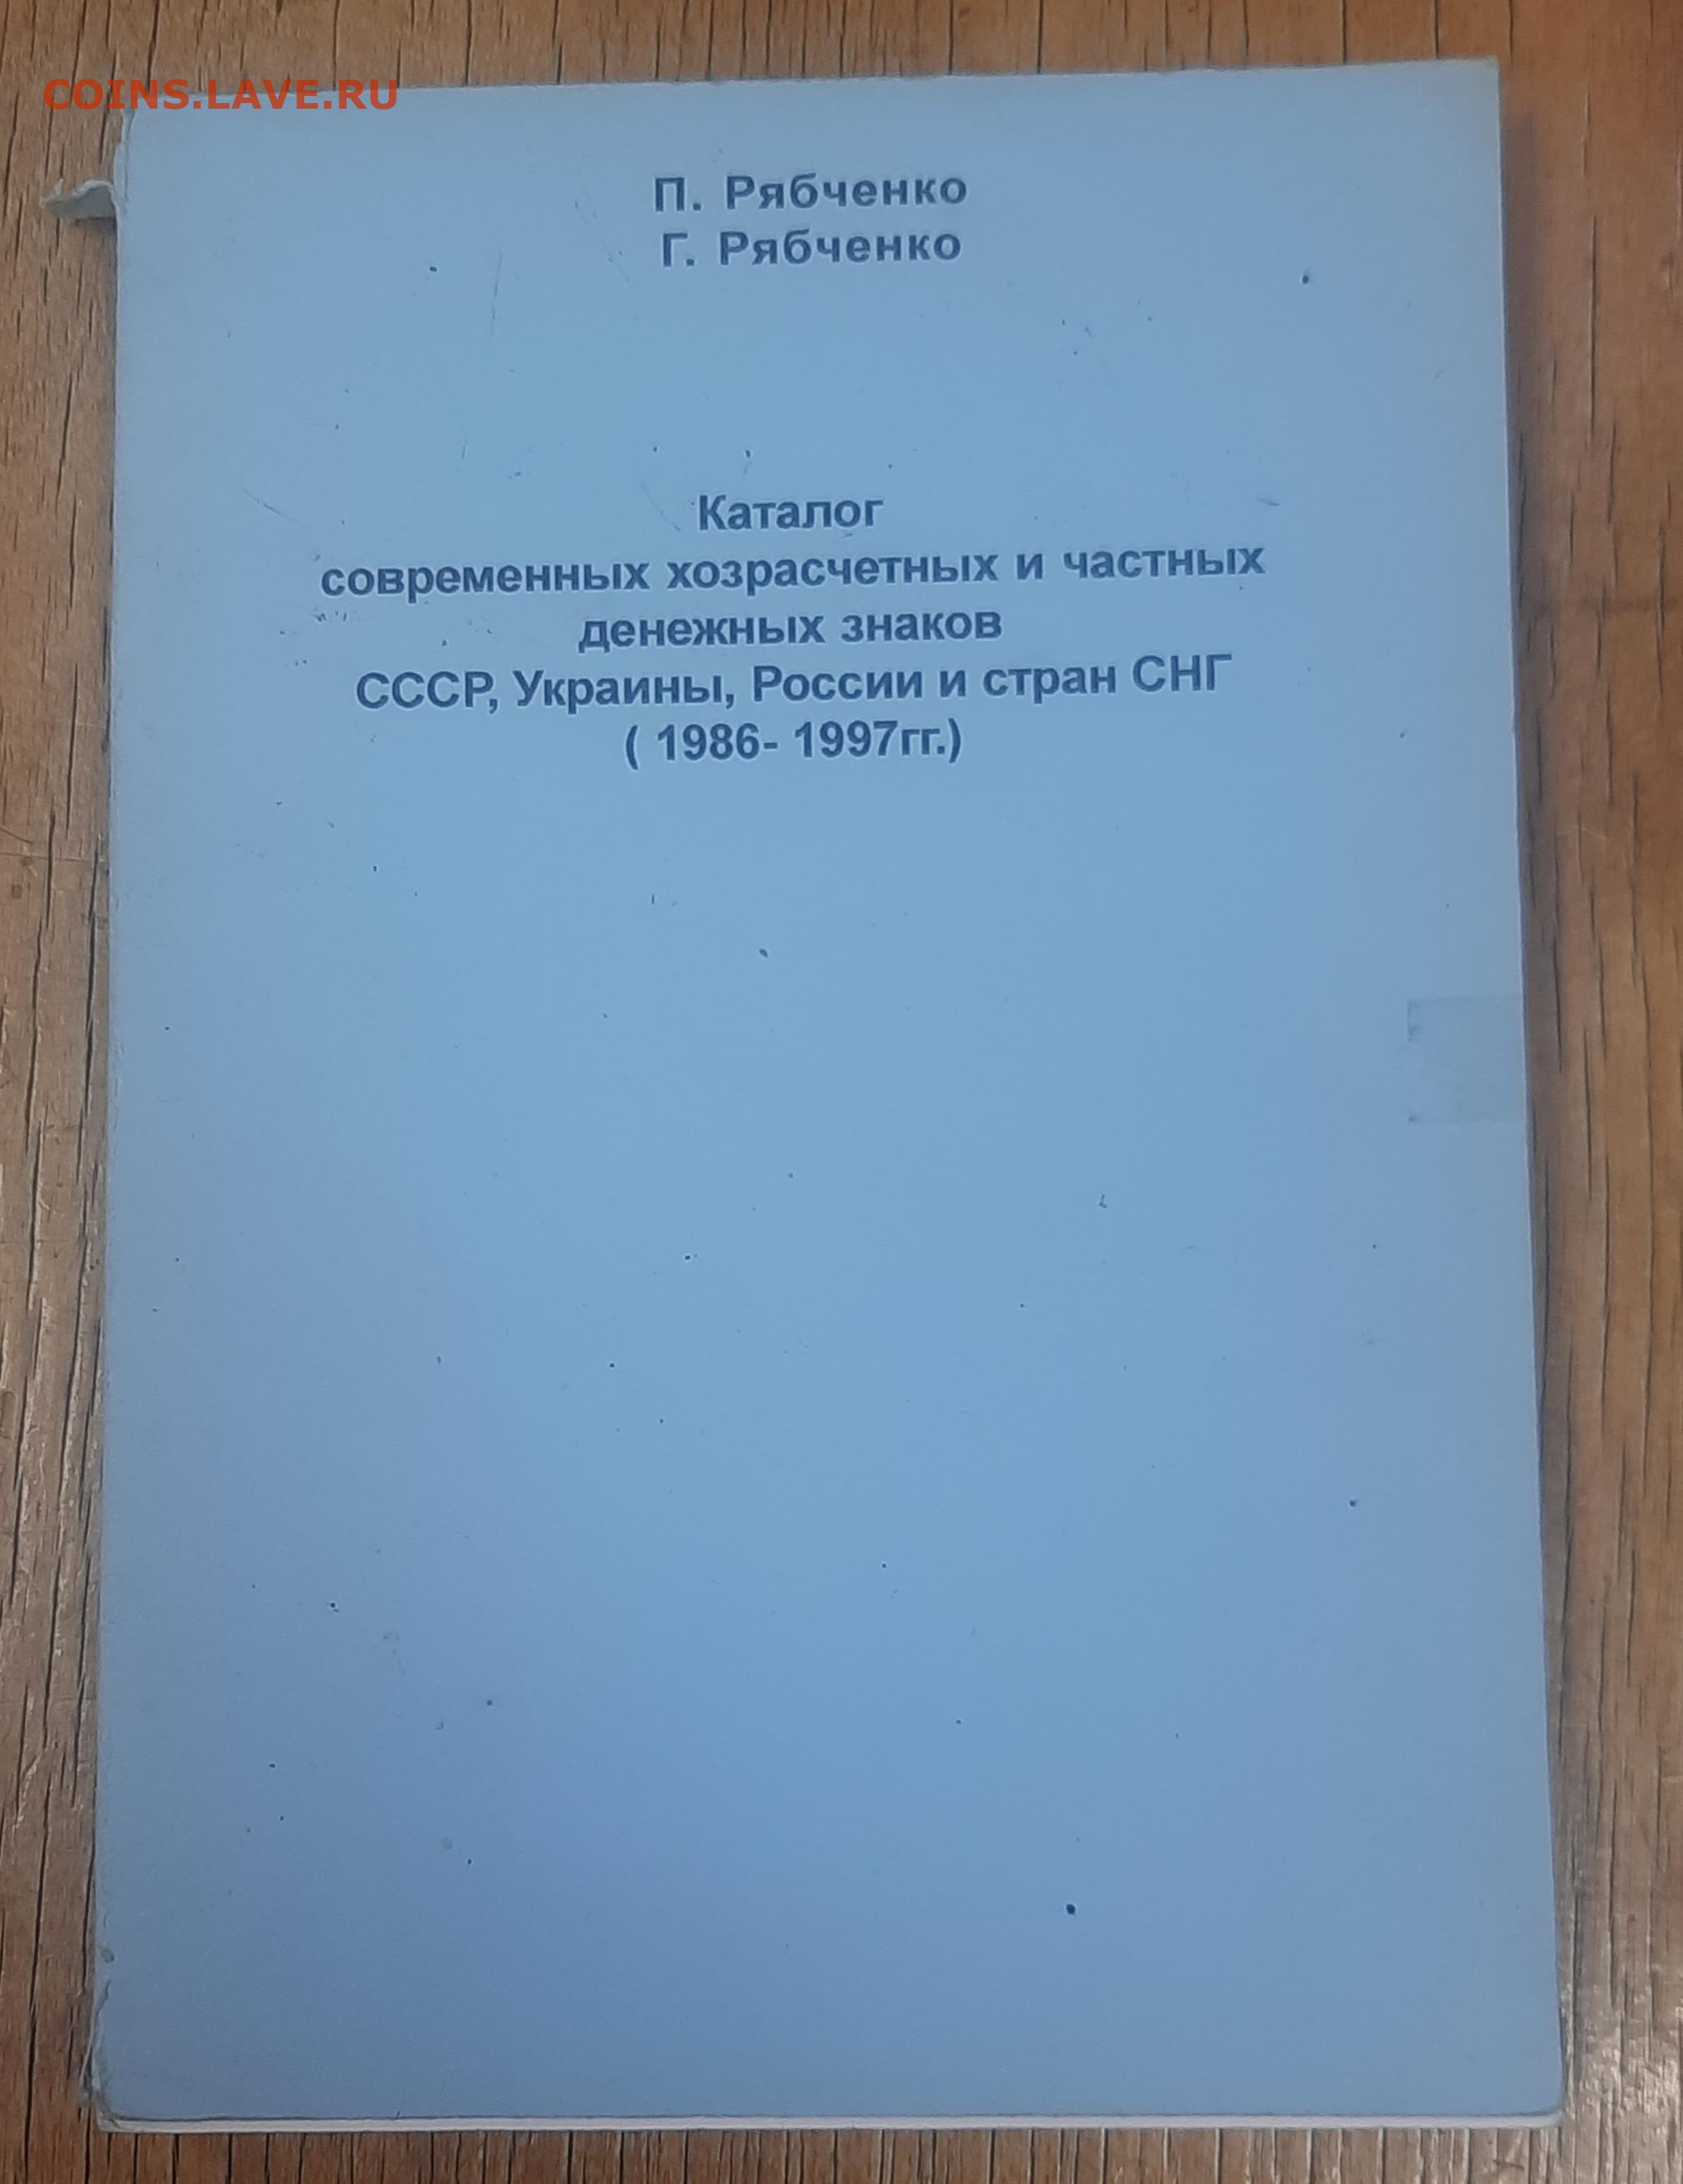 COINS.LAVE.RU
П. Рябченко
Г. Рябченко
Каталог
современных хозрасчетных и частных
денежных знаков
СССР, Украины, России и стран СНГ
( 1986- 1997гг.)